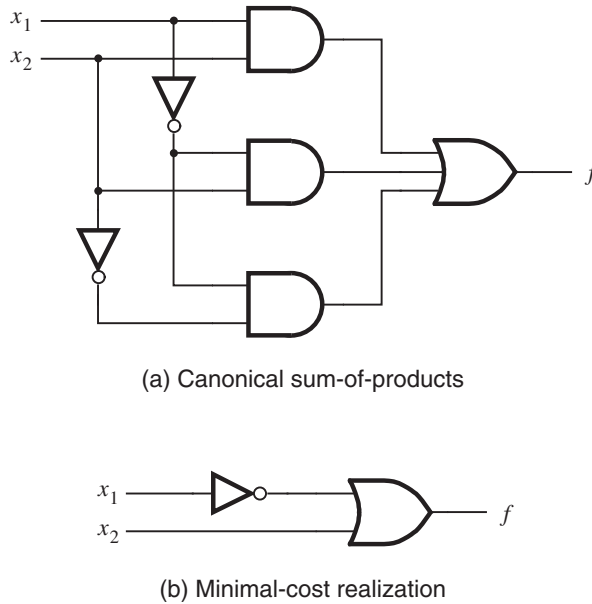 x₁
x₂
f
(a) Canonical sum-of-products
x₁
x₂
f
(b) Minimal-cost realization